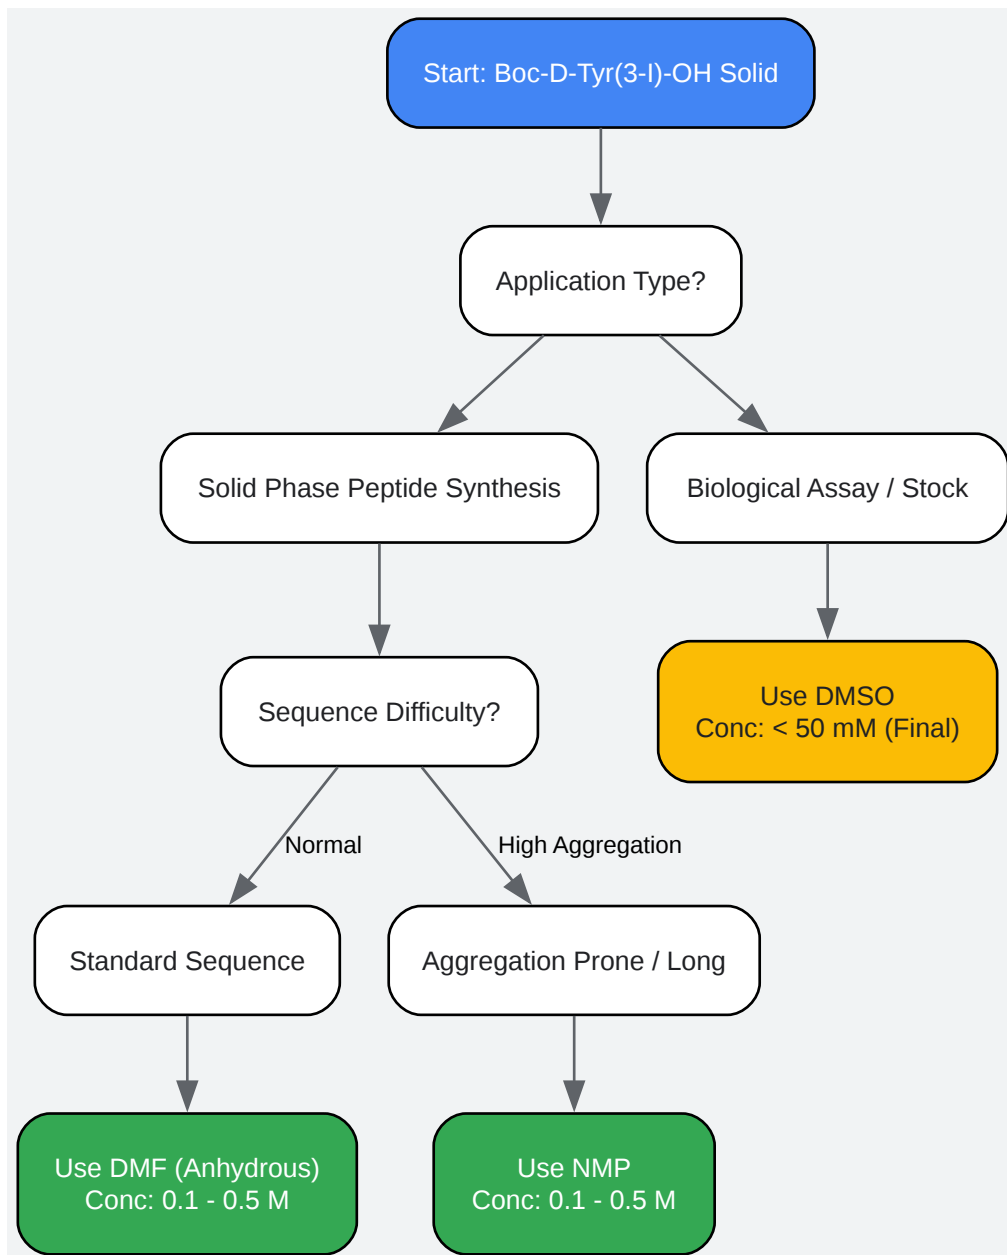 Start: Boc-D-Tyr(3-I)-OH Solid
Application Type?
Solid Phase Peptide Synthesis
Biological Assay / Stock
Sequence Difficulty?
Use DMSO
Conc: < 50 mM (Final)
Normal
High Aggregation
Standard Sequence
Aggregation Prone / Long
Use DMF (Anhydrous)
Conc: 0.1 - 0.5 M
Use NMP
Conc: 0.1 - 0.5 M